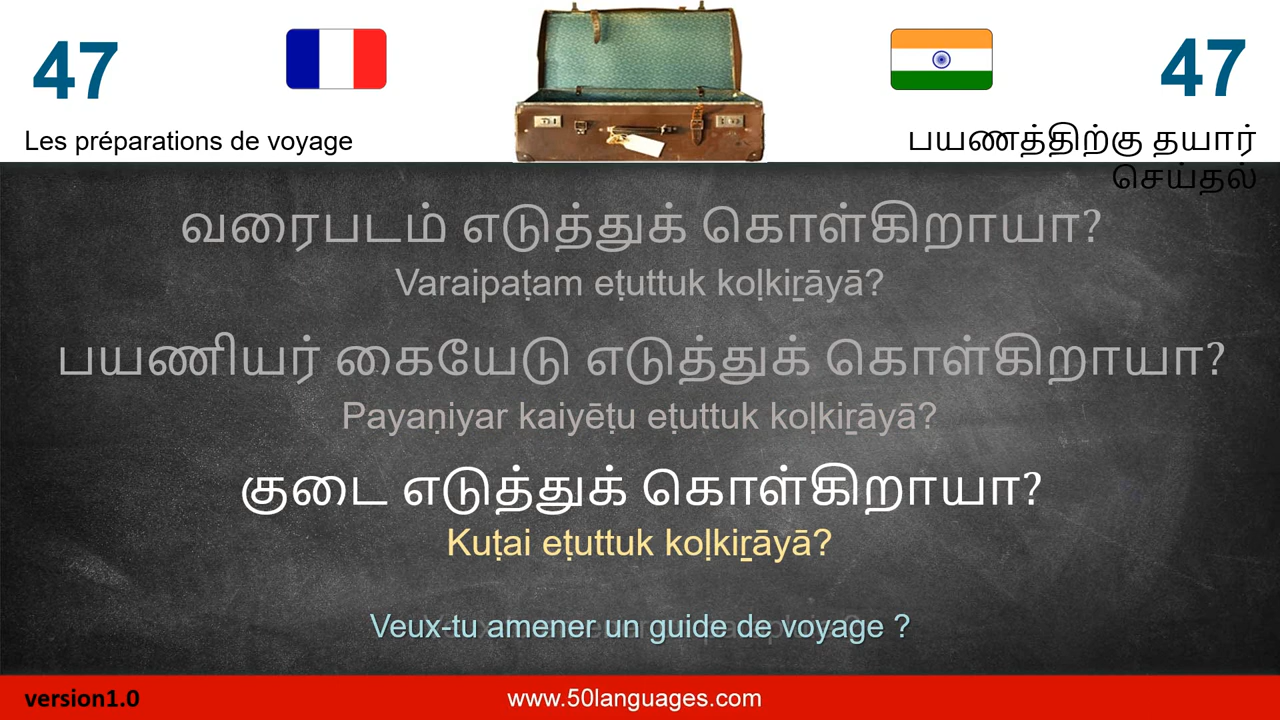 47
47
Les préparations de voyage
பயணத்திற்கு தயார்
செய்தல்
வரைபடம் எடுத்துக் கொள்கிறாயா?
Varaipaṭam eṭuttuk koḷkiṟāyā?
பயணியர் கையேடு எடுத்துக் கொள்கிறாயா?
Payaṇiyar kaiyēṭu eṭuttuk koḷkiṟāyā?
குடை எடுத்துக் கொள்கிறாயா?
Kuṭai eṭuttuk koḷkiṟāyā?
Veux-tu amener un guide de voyage ?
version1.0
www.50languages.com